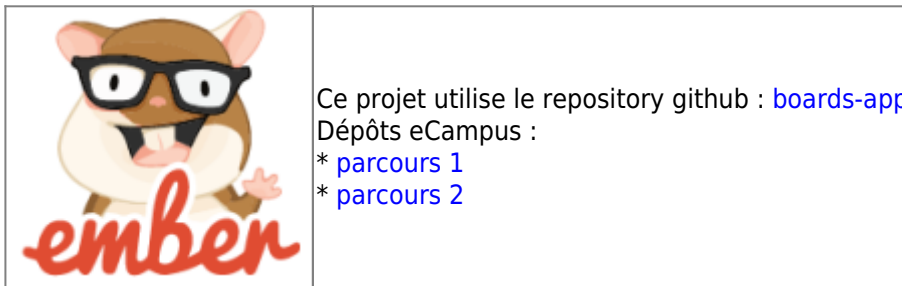 ember
Ce projet utilise le repository github : boards-app
Dépôts eCampus :
* parcours 1
* parcours 2